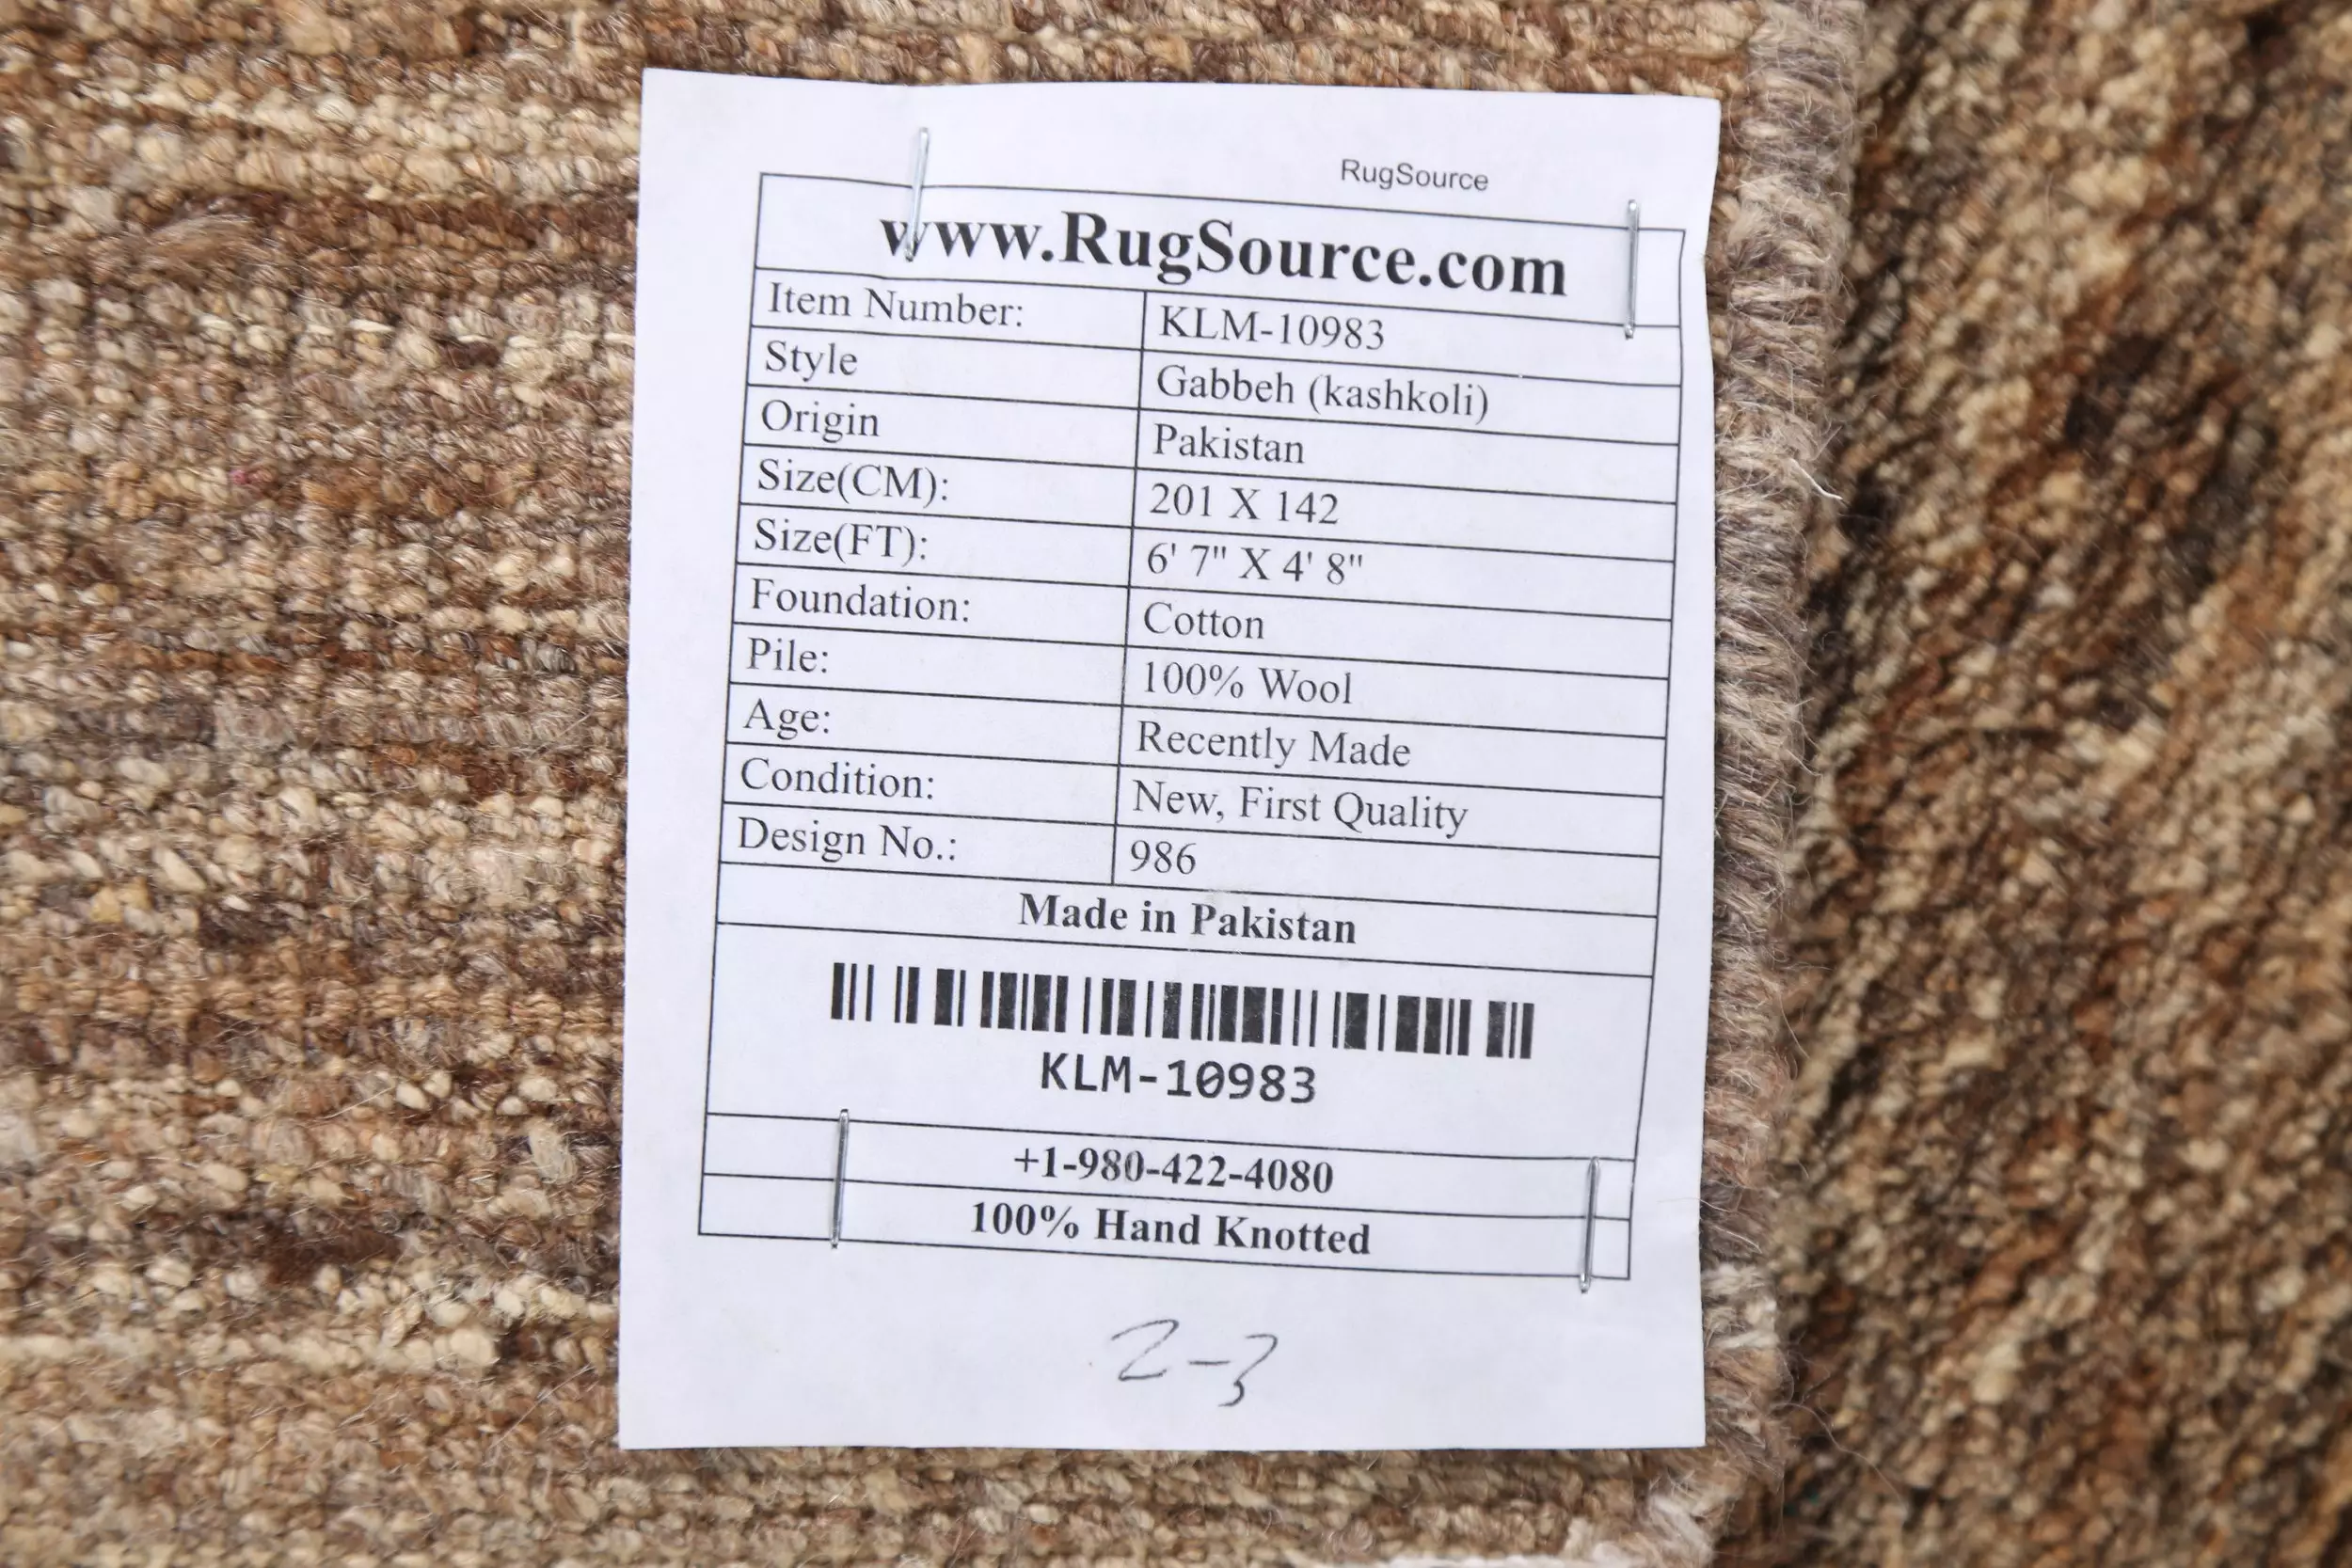 RugSource
www.RugSource.com
Item Number: KLM-10983
Style Gabbeh (kashkoli)
Origin Pakistan
Size(CM): 201 X 142
Size(FT): 6' 7" X 4' 8"
Foundation: Cotton
Pile: 100% Wool
Age: Recently Made
Condition: New, First Quality
Design No.: 986
Made in Pakistan
KLM-10983
+1-980-422-4080
100% Hand Knotted
2-3